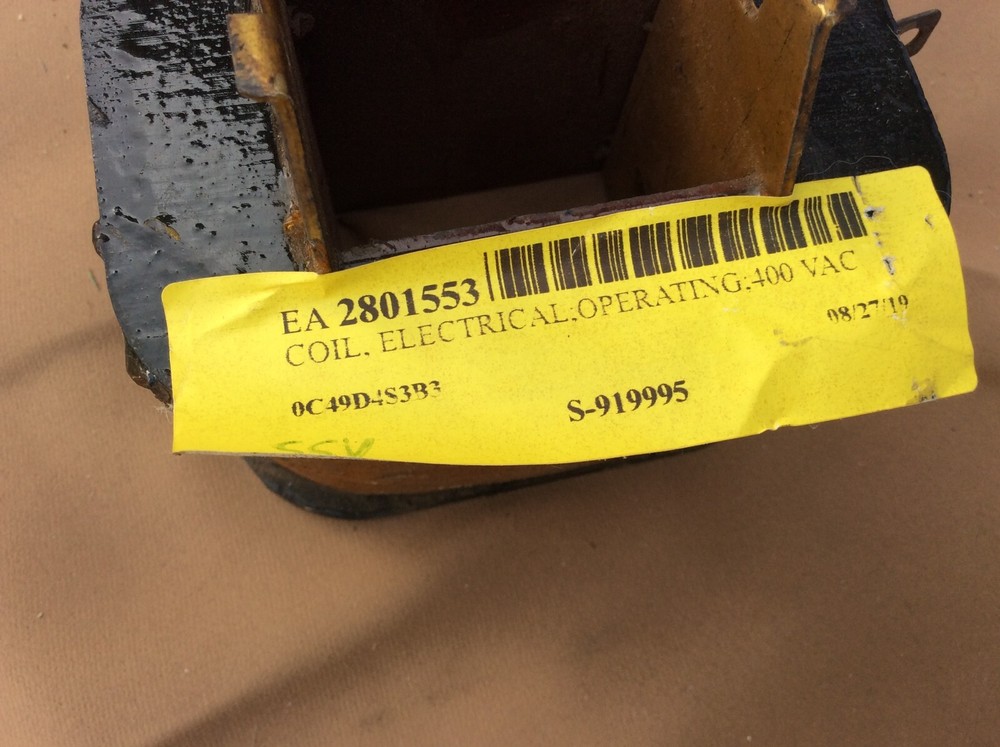 EA 2801553
COIL, ELECTRICAL;OPERATING;400 VAC
08/27/19
0C49D4S3B3
S-919995